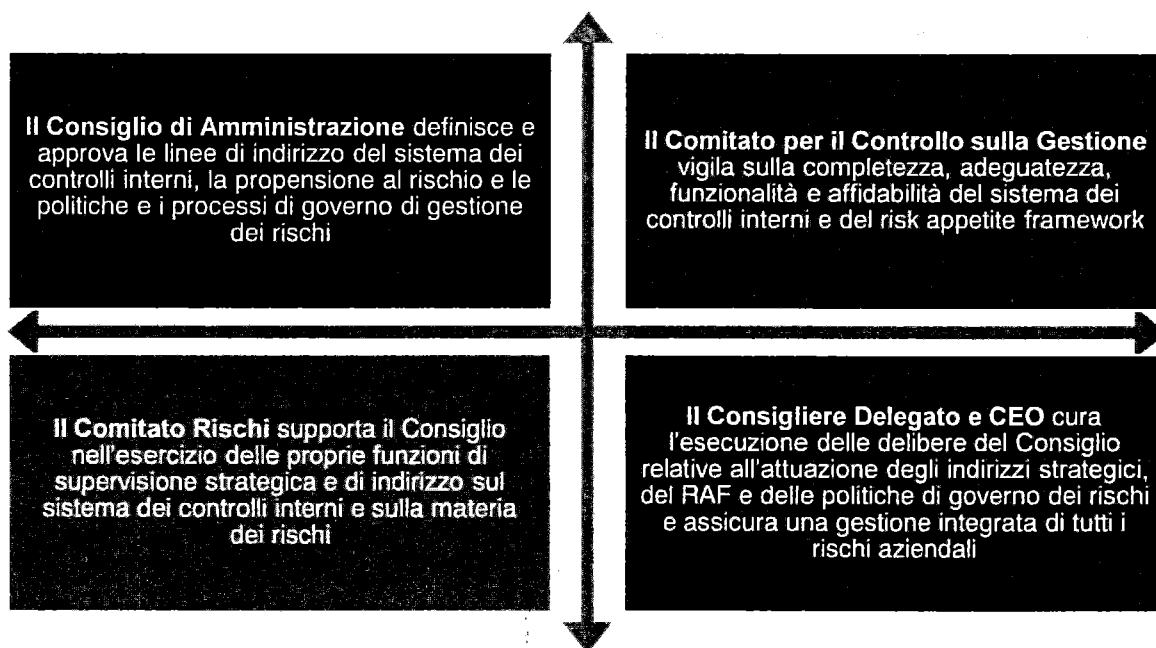 Il Consiglio di Amministrazione definisce e
approva le linee di indirizzo del sistema dei
controlli interni, la propensione al rischio e le
politiche e i processi di governo di gestione
dei rischi
Il Comitato per il Controllo sulla Gestione
vigila sulla completezza, adeguatezza,
funzionalità e affidabilità del sistema dei
controlli interni e del risk appetite framework
Il Comitato Rischi supporta il Consiglio
nell'esercizio delle proprie funzioni di
supervisione strategica e di indirizzo sul
sistema dei controlli interni e sulla materia
dei rischi
Il Consigliere Delegato e CEO cura
l'esecuzione delle delibere del Consiglio
relative all'attuazione degli indirizzi strategici,
del RAF e delle politiche di governo dei rischi
e assicura una gestione integrata di tutti i
rischi aziendali